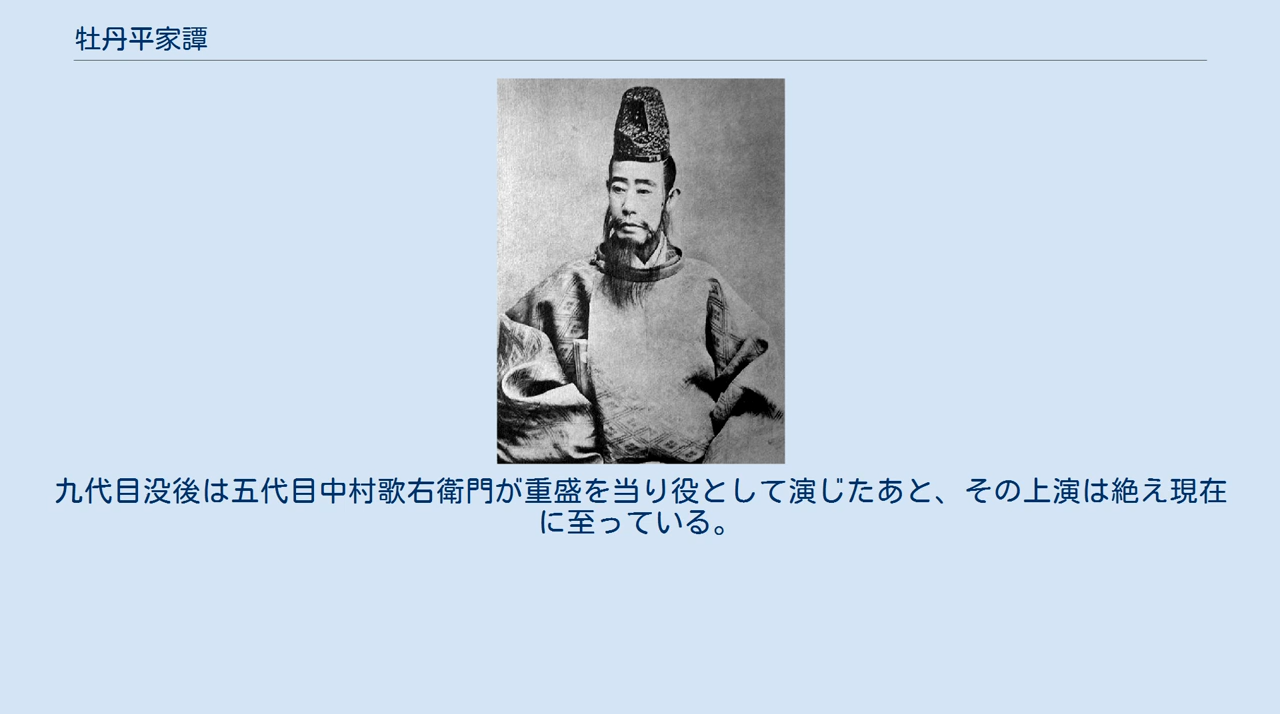 牡丹平家譚
九代目没後は五代目中村歌右衛門が重盛を当り役として演じたあと、その上演は絶え現在
に至っている。